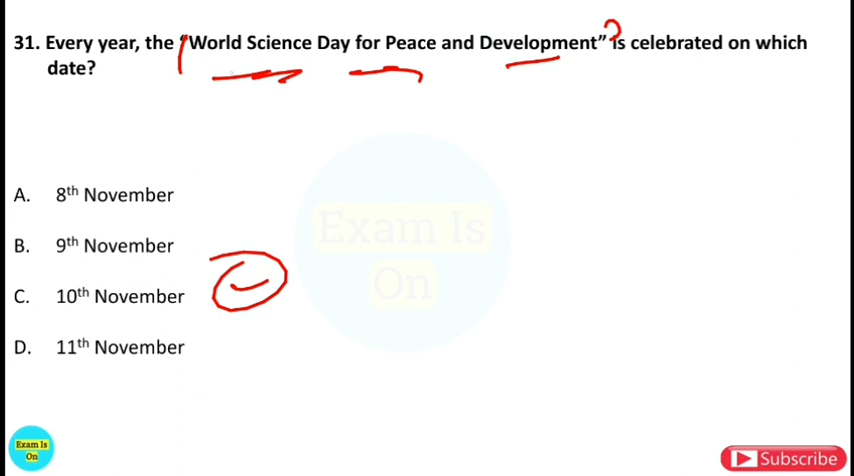 31. Every year, the “World Science Day for Peace and Development” is celebrated on which
date?
A. 8th November
B. 9th November
C. 10th November
D. 11th November
Exam Is
On
Exam Is
On
Subscribe